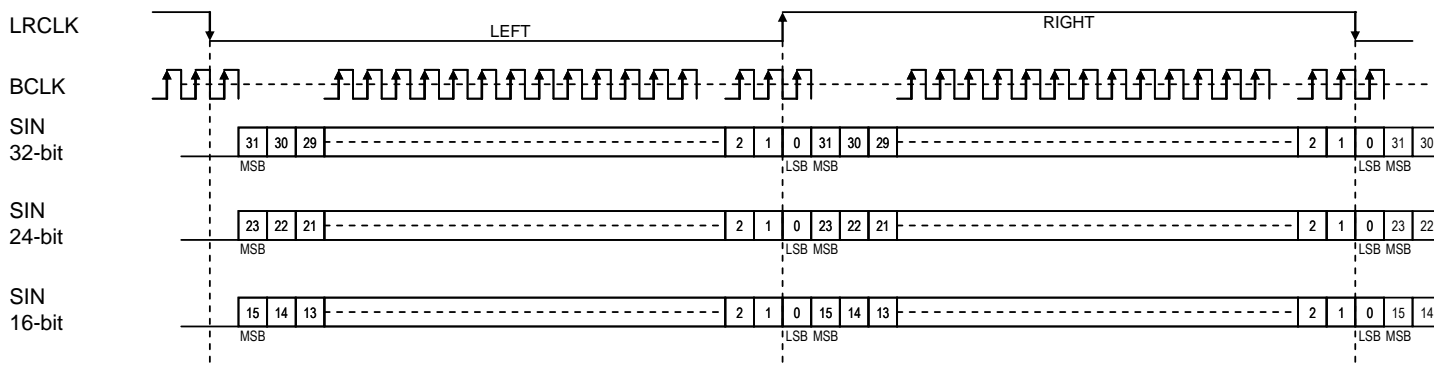 LRCLK
LEFT
RIGHT
BCLK
SIN
32-bit
31 30 29 2 1 0 31 30 29 2 1 0 31 30
MSB LSB MSB LSB MSB
SIN
24-bit
23 22 21 2 1 0 23 22 21 2 1 0 23 22
MSB LSB MSB LSB MSB
SIN
16-bit
15 14 13 2 1 0 15 14 13 2 1 0 15 14
MSB LSB MSB LSB MSB